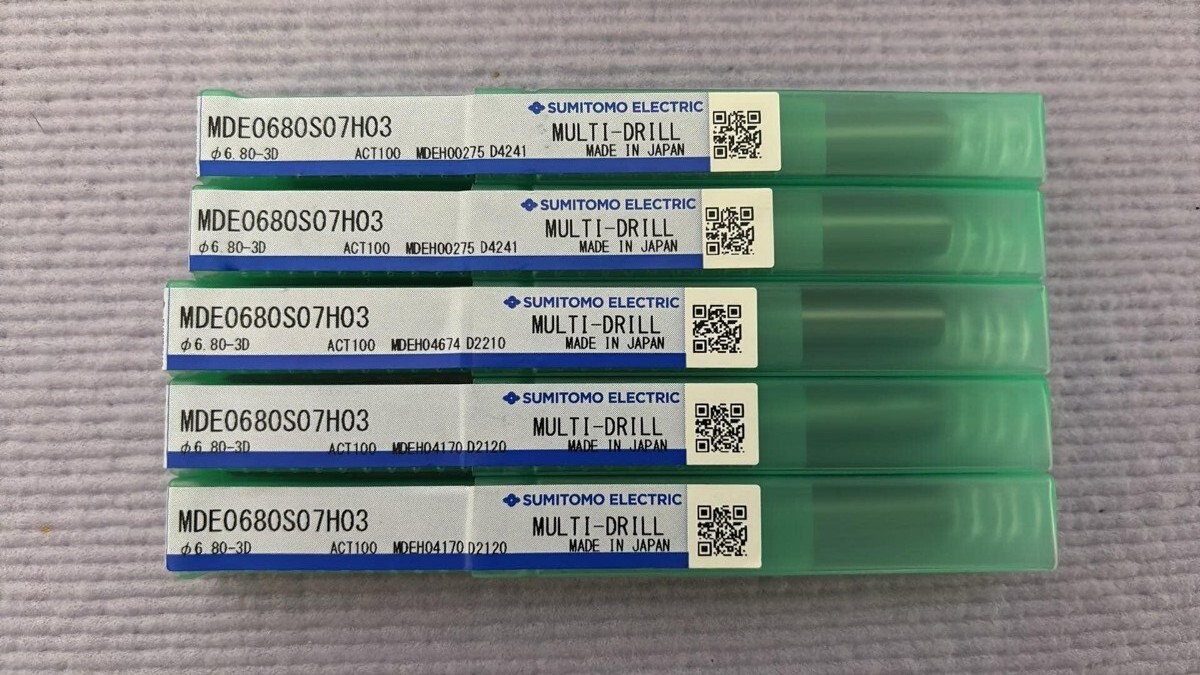 SUMITOMO ELECTRIC
MDE0680S07H03 MULTI-DRILL
φ6.80-3D ACT100 MDEH00275 D4241 MADE IN JAPAN
SUMITOMO ELECTRIC
MDE0680S07H03 MULTI-DRILL
φ6.80-3D ACT100 MDEH00275 D4241 MADE IN JAPAN
SUMITOMO ELECTRIC
MDE0680S07H03 MULTI-DRILL
φ6.80-3D ACT100 MDEH04674 D2210 MADE IN JAPAN
SUMITOMO ELECTRIC
MDE0680S07H03 MULTI-DRILL
φ6.80-3D ACT100 MDEH04170 D2120 MADE IN JAPAN
SUMITOMO ELECTRIC
MDE0680S07H03 MULTI-DRILL
φ6.80-3D ACT100 MDEH04170 D2120 MADE IN JAPAN